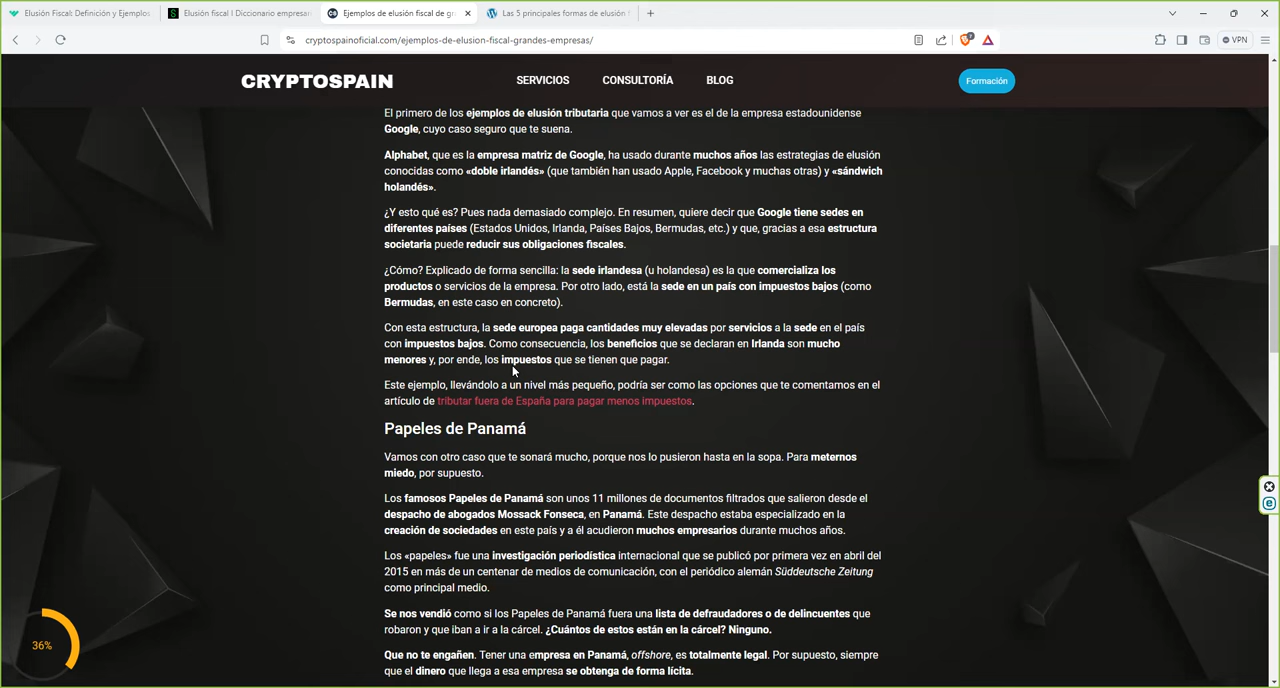 Elusión Fiscal: Definición y Ejemplos
Elusión fiscal | Diccionario empresar
Ejemplos de elusión fiscal de gr
Las 5 principales formas de elusión f
cryptospainoficial.com/ejemplos-de-elusion-fiscal-grandes-empresas/
VPN
CRYPTOSPAIN
SERVICIOS
CONSULTORÍA
BLOG
Formación
El primero de los ejemplos de elusión tributaria que vamos a ver es el de la empresa estadounidense
Google, cuyo caso seguro que te suena.
Alphabet, que es la empresa matriz de Google, ha usado durante muchos años las estrategias de elusión
conocidas como «doble irlandés» (que también han usado Apple, Facebook y muchas otras) y «sándwich
holandés».
¿Y esto qué es? Pues nada demasiado complejo. En resumen, quiere decir que Google tiene sedes en
diferentes países (Estados Unidos, Irlanda, Países Bajos, Bermudas, etc.) y que, gracias a esa estructura
societaria puede reducir sus obligaciones fiscales.
¿Cómo? Explicado de forma sencilla: la sede irlandesa (u holandesa) es la que comercializa los
productos o servicios de la empresa. Por otro lado, está la sede en un país con impuestos bajos (como
Bermudas, en este caso en concreto).
Con esta estructura, la sede europea paga cantidades muy elevadas por servicios a la sede en el país
con impuestos bajos. Como consecuencia, los beneficios que se declaran en Irlanda son mucho
menores y, por ende, los impuestos que se tienen que pagar.
Este ejemplo, llevándolo a un nivel más pequeño, podría ser como las opciones que te comentamos en el
artículo de tributar fuera de España para pagar menos impuestos.
Papeles de Panamá
Vamos con otro caso que te sonará mucho, porque nos lo pusieron hasta en la sopa. Para meternos
miedo, por supuesto.
Los famosos Papeles de Panamá son unos 11 millones de documentos filtrados que salieron desde el
despacho de abogados Mossack Fonseca, en Panamá. Este despacho estaba especializado en la
creación de sociedades en este país y a él acudieron muchos empresarios durante muchos años.
Los «papeles» fue una investigación periodística internacional que se publicó por primera vez en abril del
2015 en más de un centenar de medios de comunicación, con el periódico alemán Süddeutsche Zeitung
como principal medio.
Se nos vendió como si los Papeles de Panamá fuera una lista de defraudadores o de delincuentes que
robaron y que iban a ir a la cárcel. ¿Cuántos de estos están en la cárcel? Ninguno.
Que no te engañen. Tener una empresa en Panamá, offshore, es totalmente legal. Por supuesto, siempre
que el dinero que llega a esa empresa se obtenga de forma lícita.
36%